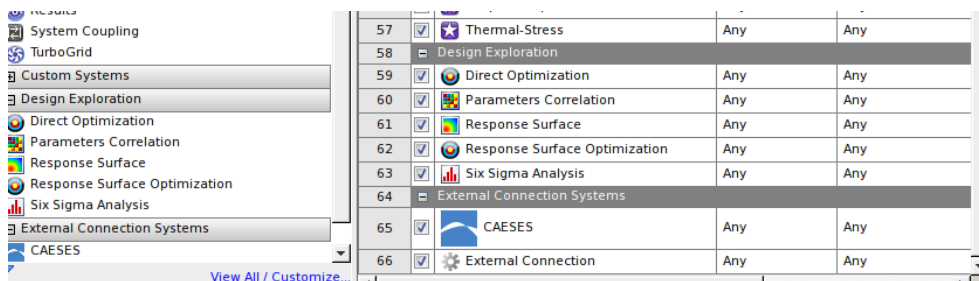 Results
System Coupling
TurboGrid
Custom Systems
Design Exploration
Direct Optimization
Parameters Correlation
Response Surface
Response Surface Optimization
Six Sigma Analysis
External Connection Systems
CAESES
View All / Customize...
57 Thermal-Stress Any Any
58 Design Exploration
59 Direct Optimization Any Any
60 Parameters Correlation Any Any
61 Response Surface Any Any
62 Response Surface Optimization Any Any
63 Six Sigma Analysis Any Any
64 External Connection Systems
65 CAESES Any Any
66 External Connection Any Any